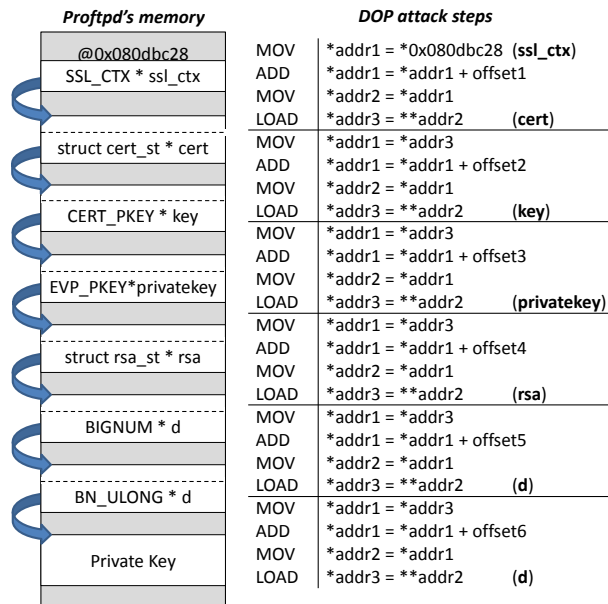 Proftpd's memory
@0x080dbc28
SSL_CTX * ssl_ctx
struct cert_st * cert
CERT_PKEY * key
EVP_PKEY*privatekey
struct rsa_st * rsa
BIGNUM * d
BN_ULONG * d
Private Key
DOP attack steps
MOV *addr1 = *0x080dbc28 (ssl_ctx)
ADD *addr1 = *addr1 + offset1
MOV *addr2 = *addr1
LOAD *addr3 = **addr2 (cert)
MOV *addr1 = *addr3
ADD *addr1 = *addr1 + offset2
MOV *addr2 = *addr1
LOAD *addr3 = **addr2 (key)
MOV *addr1 = *addr3
ADD *addr1 = *addr1 + offset3
MOV *addr2 = *addr1
LOAD *addr3 = **addr2 (privatekey)
MOV *addr1 = *addr3
ADD *addr1 = *addr1 + offset4
MOV *addr2 = *addr1
LOAD *addr3 = **addr2 (rsa)
MOV *addr1 = *addr3
ADD *addr1 = *addr1 + offset5
MOV *addr2 = *addr1
LOAD *addr3 = **addr2 (d)
MOV *addr1 = *addr3
ADD *addr1 = *addr1 + offset6
MOV *addr2 = *addr1
LOAD *addr3 = **addr2 (d)